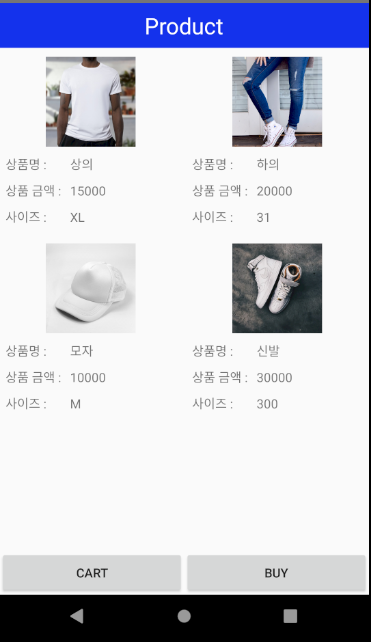 Product
상품명 : 상의
상품 금액 : 15000
사이즈 : XL
상품명 : 하의
상품 금액 : 20000
사이즈 : 31
상품명 : 모자
상품 금액 : 10000
사이즈 : M
상품명 : 신발
상품 금액 : 30000
사이즈 : 300
CART
BUY